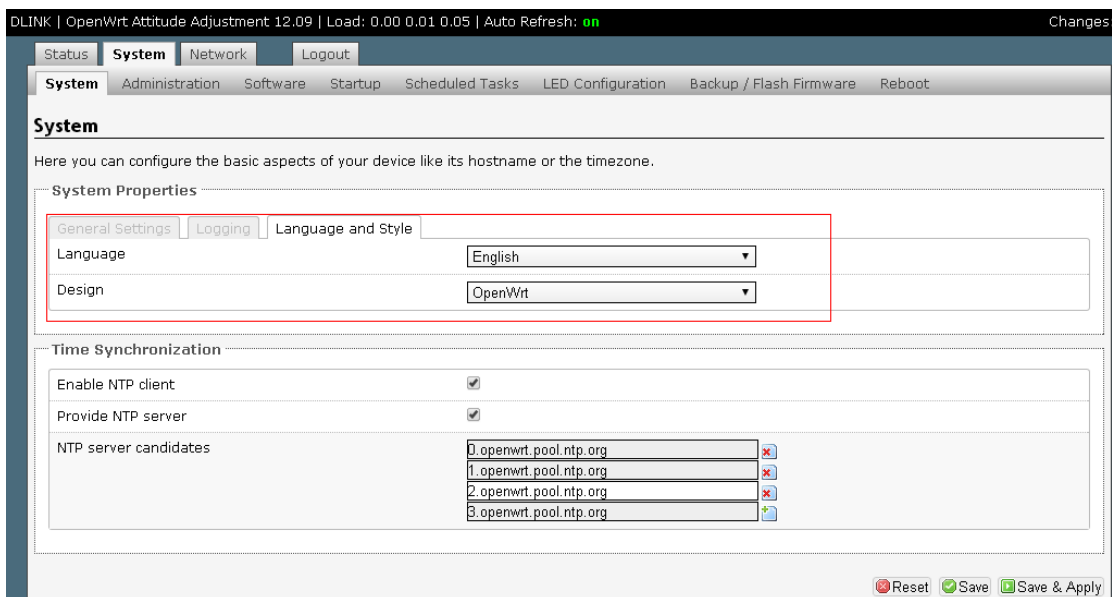 DLINK | OpenWrt Attitude Adjustment 12.09 | Load: 0.00 0.01 0.05 | Auto Refresh: on Changes:
Status System Network Logout
System Administration Software Startup Scheduled Tasks LED Configuration Backup / Flash Firmware Reboot
System
Here you can configure the basic aspects of your device like its hostname or the timezone.
System Properties
General Settings Logging Language and Style
Language English
Design OpenWrt
Time Synchronization
Enable NTP client
Provide NTP server
NTP server candidates 0.openwrt.pool.ntp.org
1.openwrt.pool.ntp.org
2.openwrt.pool.ntp.org
3.openwrt.pool.ntp.org
Reset Save Save & Apply